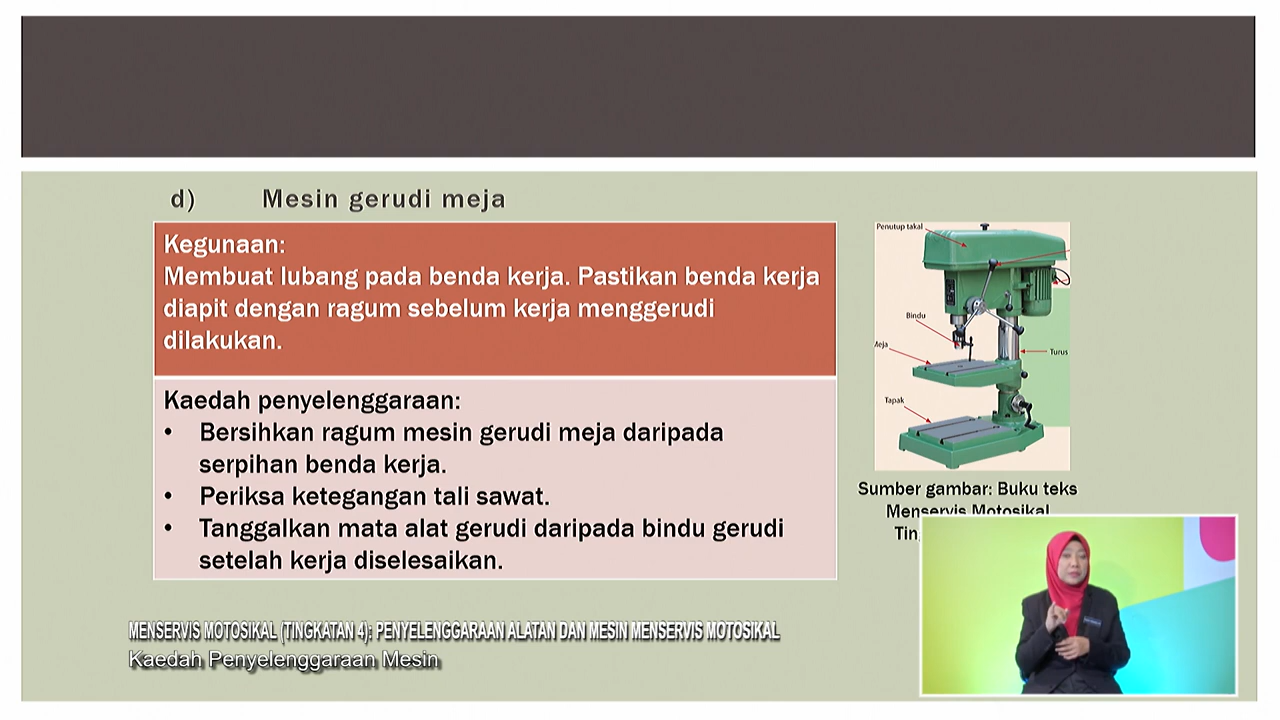 d) Mesin gerudi meja
Kegunaan:
Membuat lubang pada benda kerja. Pastikan benda kerja
diapit dengan ragum sebelum kerja menggerudi
dilakukan.
Kaedah penyelenggaraan:
• Bersihkan ragum mesin gerudi meja daripada
serpihan benda kerja.
• Periksa ketegangan tali sawat.
• Tanggalkan mata alat gerudi daripada bindu gerudi
setelah kerja diselesaikan.
Penutup takal
Bindu
Meja
Turus
Tapak
Sumber gambar: Buku teks
Menservis Motosikal
Tin
MENSERVIS MOTOSIKAL (TINGKATAN 4): PENYELENGGARAAN ALATAN DAN MESIN MENSERVIS MOTOSIKAL
Kaedah Penyelenggaraan Mesin